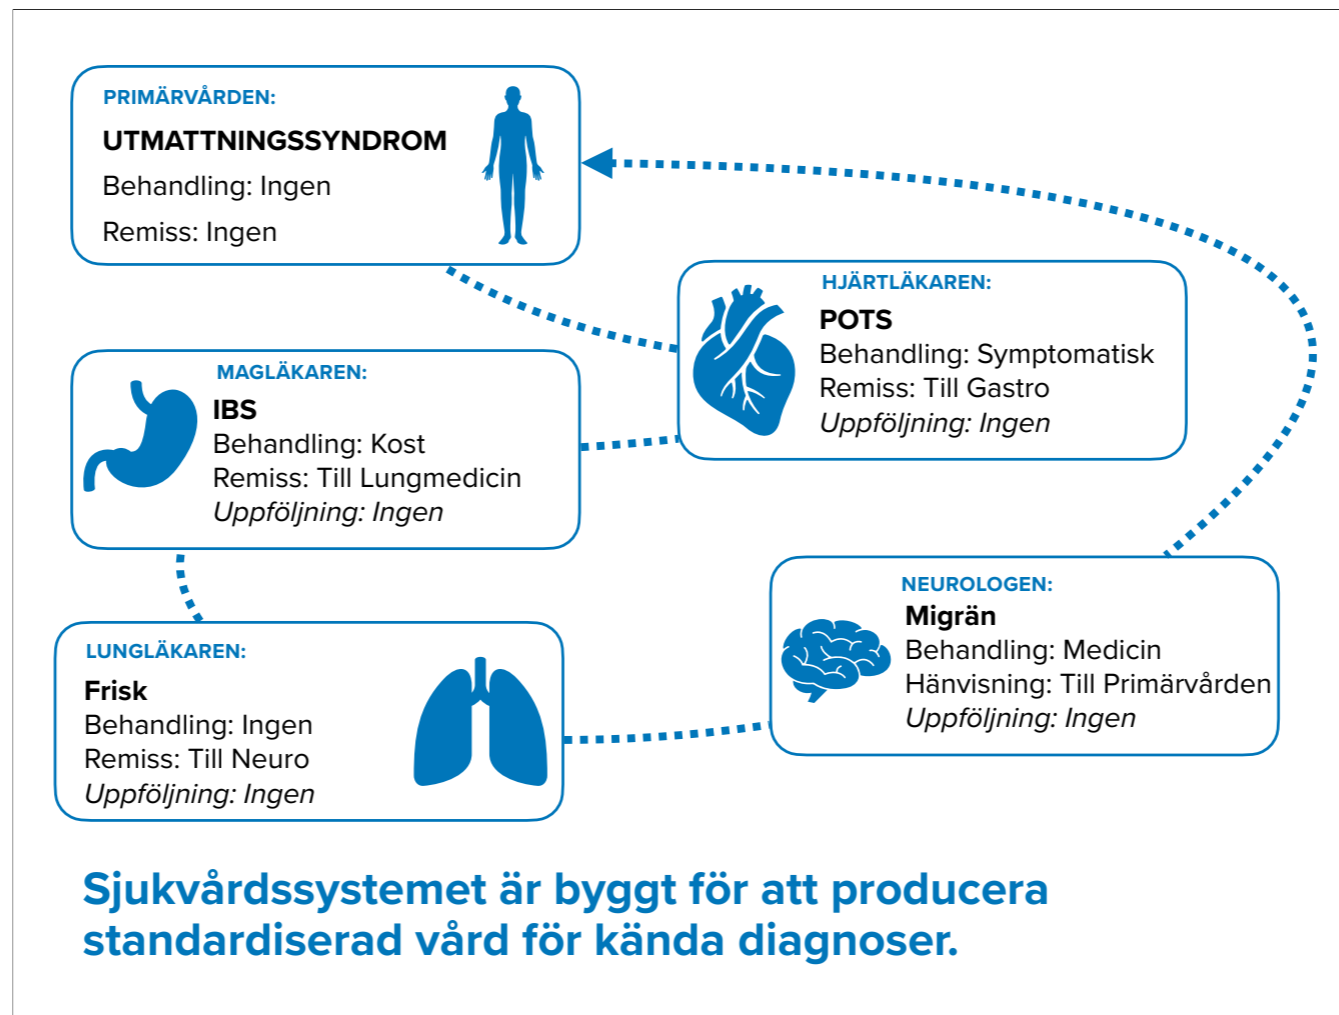 PRIMÄRVÅRDEN:
UTMATTNINGSSYNDROM
Behandling: Ingen
Remiss: Ingen
HJÄRTLÄKAREN:
POTS
Behandling: Symptomatisk
Remiss: Till Gastro
Uppföljning: Ingen
MAGLÄKAREN:
IBS
Behandling: Kost
Remiss: Till Lungmedicin
Uppföljning: Ingen
LUNGLÄKAREN:
Frisk
Behandling: Ingen
Remiss: Till Neuro
Uppföljning: Ingen
NEUROLOGEN:
Migrän
Behandling: Medicin
Hänvisning: Till Primärvården
Uppföljning: Ingen
Sjukvårdssystemet är byggt för att producera
standardiserad vård för kända diagnoser.